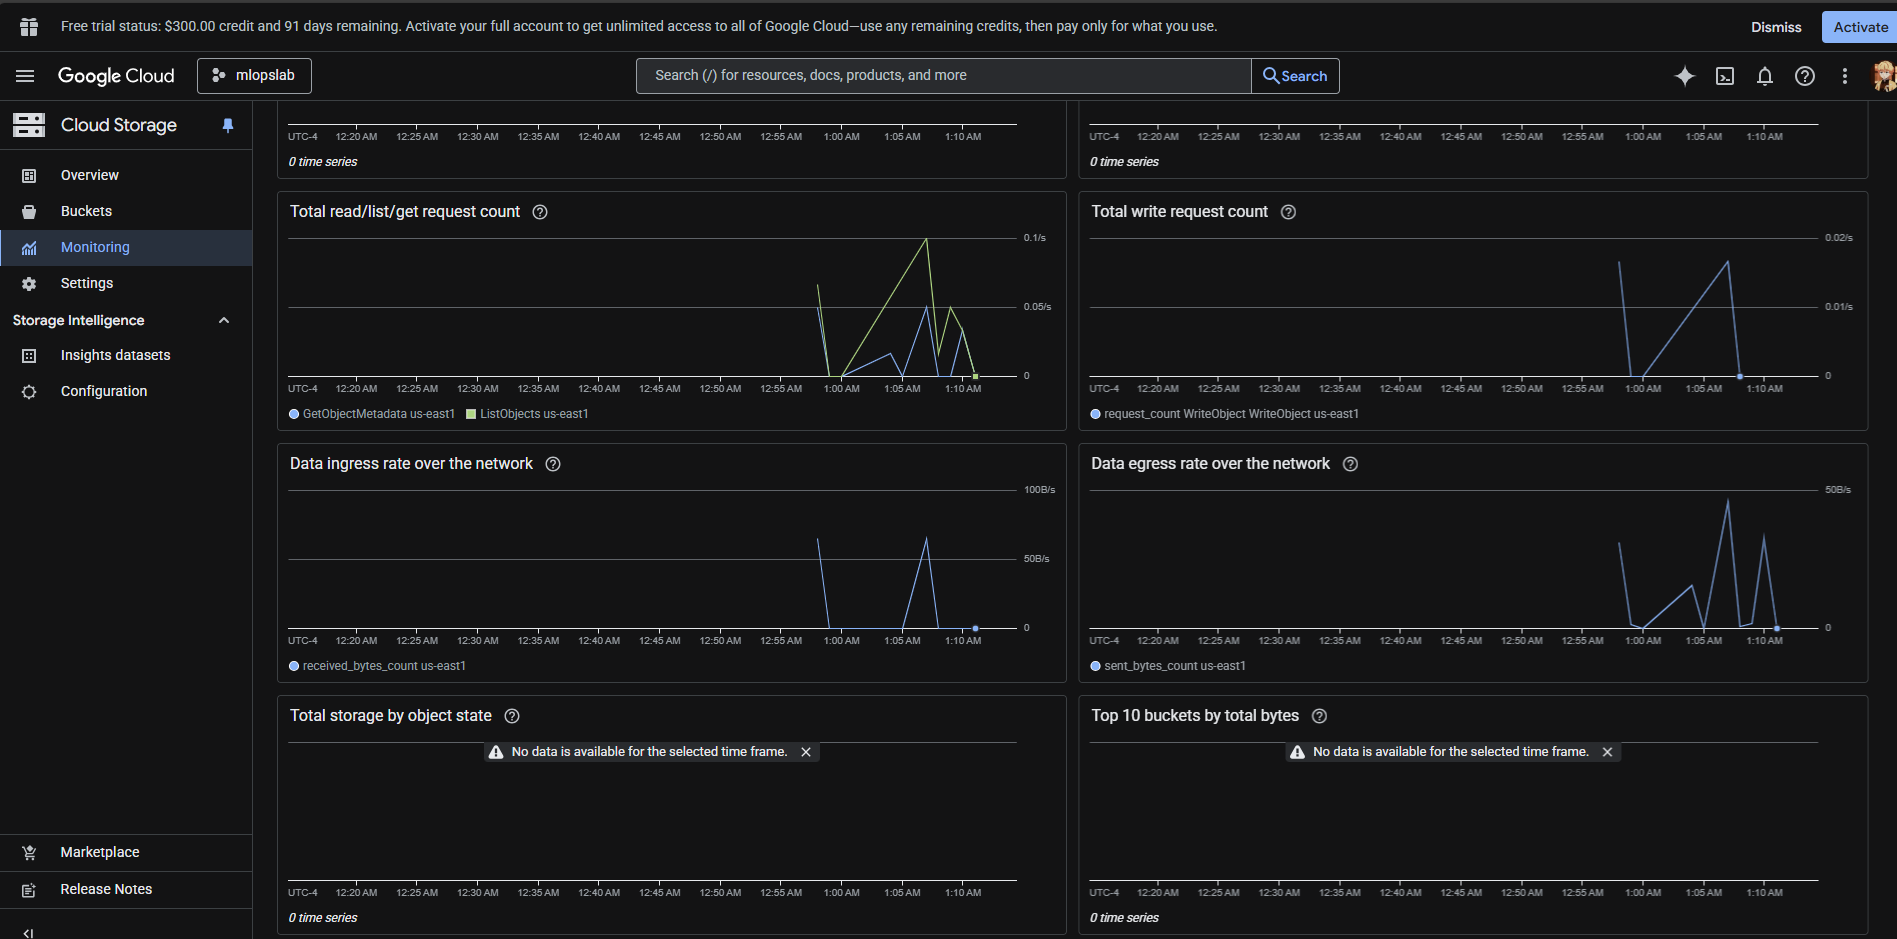 Free trial status: $300.00 credit and 91 days remaining. Activate your full account to get unlimited access to all of Google Cloud—use any remaining credits, then pay only for what you use.
Dismiss
Activate
Google Cloud
mlopslab
Search (/) for resources, docs, products, and more
Search
Cloud Storage
Overview
Buckets
Monitoring
Settings
Storage Intelligence
Insights datasets
Configuration
Marketplace
Release Notes
UTC-4 12:20 AM 12:25 AM 12:30 AM 12:35 AM 12:40 AM 12:45 AM 12:50 AM 12:55 AM 1:00 AM 1:05 AM 1:10 AM
0 time series
UTC-4 12:20 AM 12:25 AM 12:30 AM 12:35 AM 12:40 AM 12:45 AM 12:50 AM 12:55 AM 1:00 AM 1:05 AM 1:10 AM
0 time series
Total read/list/get request count
0.1/s
0.05/s
0
UTC-4 12:20 AM 12:25 AM 12:30 AM 12:35 AM 12:40 AM 12:45 AM 12:50 AM 12:55 AM 1:00 AM 1:05 AM 1:10 AM
GetObjectMetadata us-east1 ListObjects us-east1
Total write request count
0.02/s
0.01/s
0
UTC-4 12:20 AM 12:25 AM 12:30 AM 12:35 AM 12:40 AM 12:45 AM 12:50 AM 12:55 AM 1:00 AM 1:05 AM 1:10 AM
request_count WriteObject WriteObject us-east1
Data ingress rate over the network
100B/s
50B/s
0
UTC-4 12:20 AM 12:25 AM 12:30 AM 12:35 AM 12:40 AM 12:45 AM 12:50 AM 12:55 AM 1:00 AM 1:05 AM 1:10 AM
received_bytes_count us-east1
Data egress rate over the network
50B/s
0
UTC-4 12:20 AM 12:25 AM 12:30 AM 12:35 AM 12:40 AM 12:45 AM 12:50 AM 12:55 AM 1:00 AM 1:05 AM 1:10 AM
sent_bytes_count us-east1
Total storage by object state
No data is available for the selected time frame.
UTC-4 12:20 AM 12:25 AM 12:30 AM 12:35 AM 12:40 AM 12:45 AM 12:50 AM 12:55 AM 1:00 AM 1:05 AM 1:10 AM
0 time series
Top 10 buckets by total bytes
No data is available for the selected time frame.
UTC-4 12:20 AM 12:25 AM 12:30 AM 12:35 AM 12:40 AM 12:45 AM 12:50 AM 12:55 AM 1:00 AM 1:05 AM 1:10 AM
0 time series